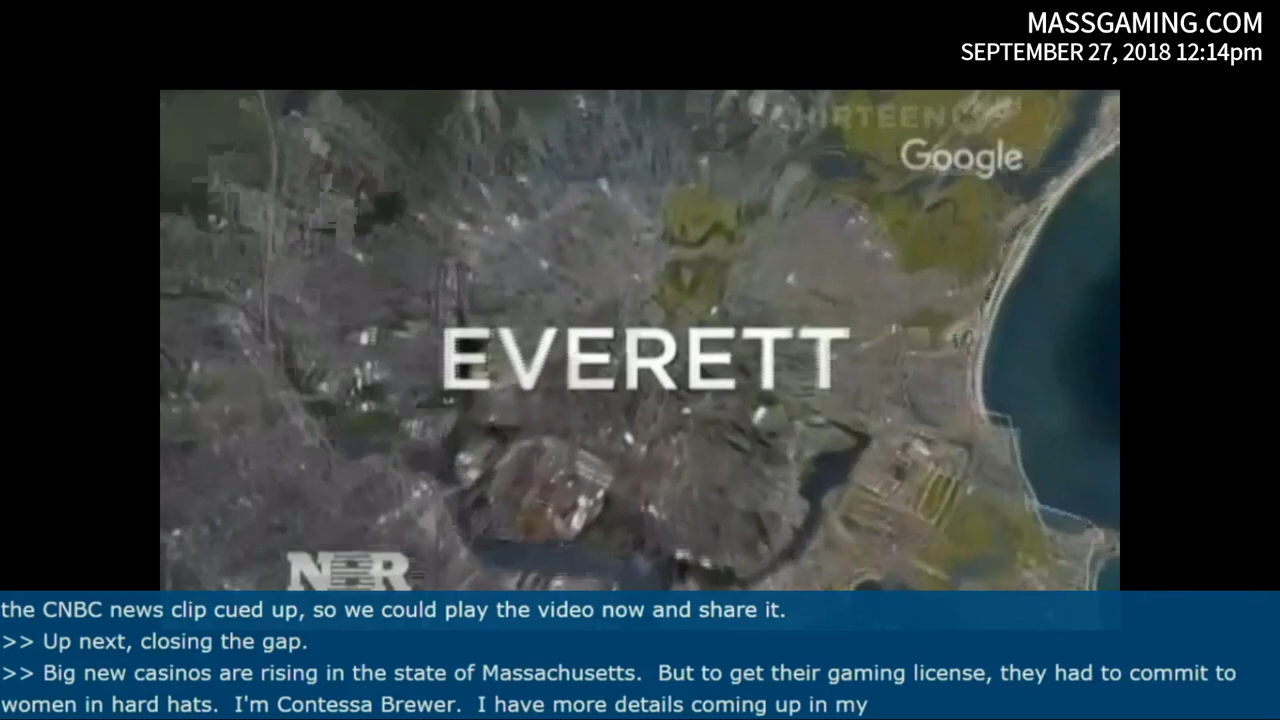 MASSGAMING.COM
SEPTEMBER 27, 2018 12:14pm
THIRTEEN
Google
EVERETT
NBR
the CNBC news clip cued up, so we could play the video now and share it.
>> Up next, closing the gap.
>> Big new casinos are rising in the state of Massachusetts.  But to get their gaming license, they had to commit to
women in hard hats.  I'm Contessa Brewer.  I have more details coming up in my